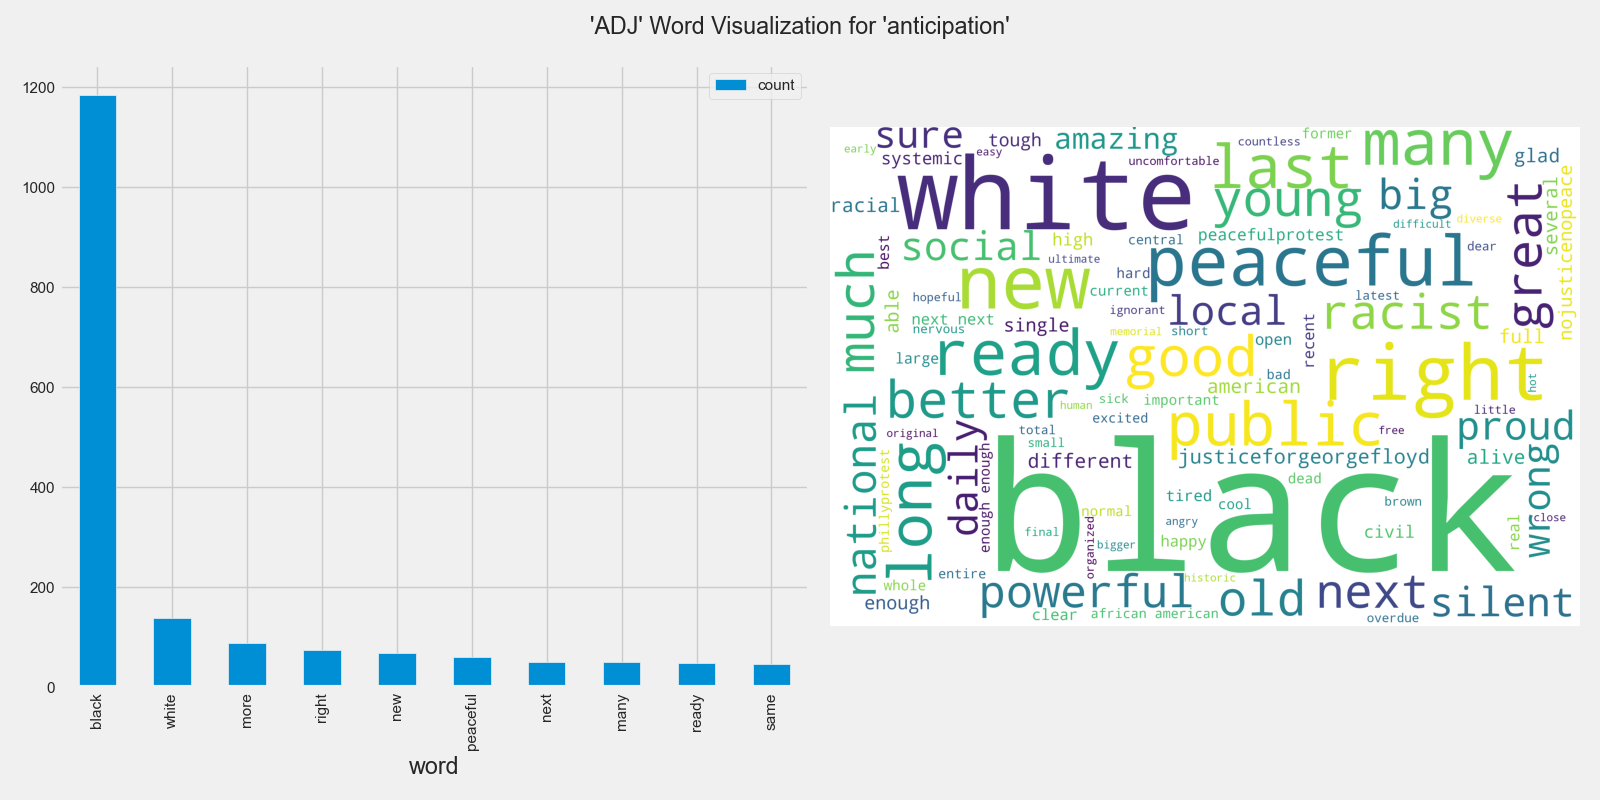 'ADJ' Word Visualization for 'anticipation'
count
1200
1000
800
600
400
200
0
black
white
more
right
new
peaceful
next
many
ready
same
word
sure
tough
amazing
countless
former
many
early
systemic
easy
uncomfortable
last
glad
white
racial
young
big
several
nojusticenopeace
great
difficult
diverse
best
social
high
central
peacefulprotest
dear
much
ultimate
peaceful
new
hard
able
hopeful
current
latest
next next
nervous
single
ignorant
local
racist
recent
memorial
short
full
large
ready
good
open
right
hot
bad
american
better
human
sick
important
little
national
original
daily
total
excited
public
free
proud
small
long
phillyprotest
enough enough
different
justiceforgeorgefloyd
alive
wrong
black
dead
tired
cool
brown
normal
angry
final
organized
bigger
happy
civil
real
close
entire
whole
historic
enough
powerful
old
next
silent
clear
african american
overdue